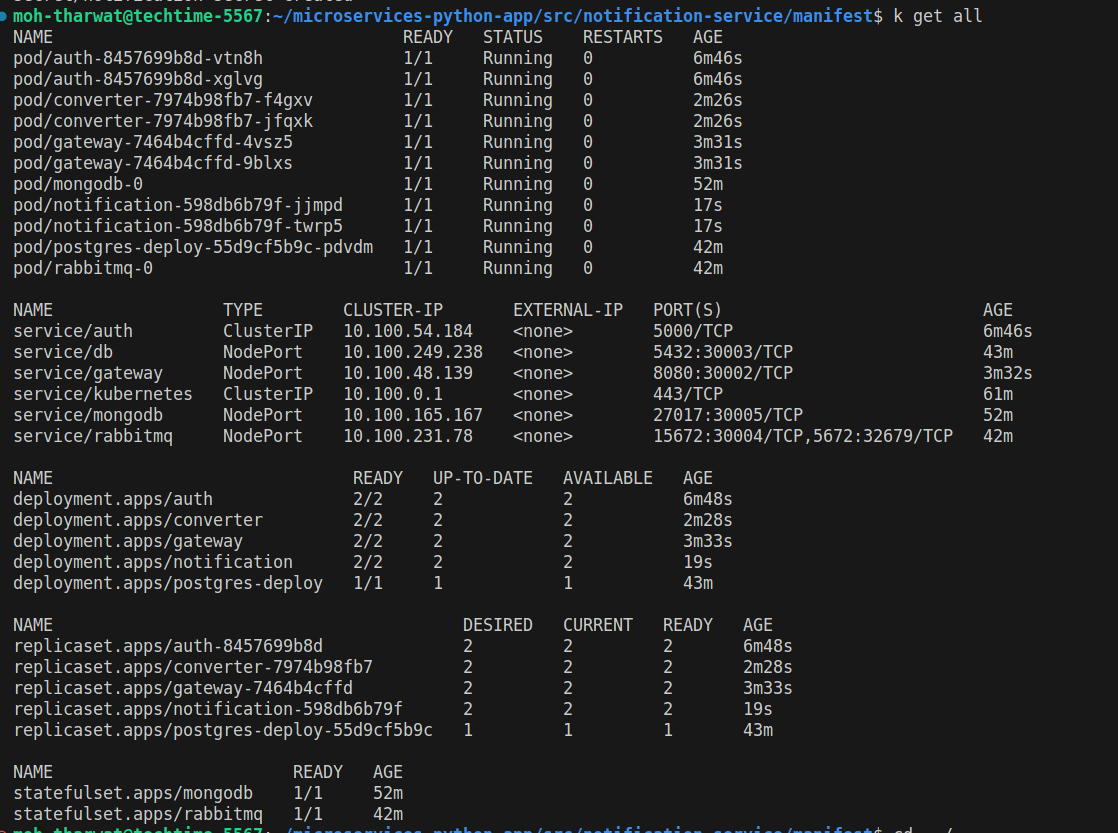 moh-tharwat@techtime-5567:~/microservices-python-app/src/notification-service/manifest$ k get all
NAME READY STATUS RESTARTS AGE
pod/auth-8457699b8d-vtn8h 1/1 Running 0 6m46s
pod/auth-8457699b8d-xglvg 1/1 Running 0 6m46s
pod/converter-7974b98fb7-f4gxv 1/1 Running 0 2m26s
pod/converter-7974b98fb7-jfqxk 1/1 Running 0 2m26s
pod/gateway-7464b4cffd-4vsz5 1/1 Running 0 3m31s
pod/gateway-7464b4cffd-9blxs 1/1 Running 0 3m31s
pod/mongodb-0 1/1 Running 0 52m
pod/notification-598db6b79f-jjmpd 1/1 Running 0 17s
pod/notification-598db6b79f-twrp5 1/1 Running 0 17s
pod/postgres-deploy-55d9cf5b9c-pdvdm 1/1 Running 0 42m
pod/rabbitmq-0 1/1 Running 0 42m
NAME TYPE CLUSTER-IP EXTERNAL-IP PORT(S) AGE
service/auth ClusterIP 10.100.54.184 <none> 5000/TCP 6m46s
service/db NodePort 10.100.249.238 <none> 5432:30003/TCP 43m
service/gateway NodePort 10.100.48.139 <none> 8080:30002/TCP 3m32s
service/kubernetes ClusterIP 10.100.0.1 <none> 443/TCP 61m
service/mongodb NodePort 10.100.165.167 <none> 27017:30005/TCP 52m
service/rabbitmq NodePort 10.100.231.78 <none> 15672:30004/TCP,5672:32679/TCP 42m
NAME READY UP-TO-DATE AVAILABLE AGE
deployment.apps/auth 2/2 2 2 6m48s
deployment.apps/converter 2/2 2 2 2m28s
deployment.apps/gateway 2/2 2 2 3m33s
deployment.apps/notification 2/2 2 2 19s
deployment.apps/postgres-deploy 1/1 1 1 43m
NAME DESIRED CURRENT READY AGE
replicaset.apps/auth-8457699b8d 2 2 2 6m48s
replicaset.apps/converter-7974b98fb7 2 2 2 2m28s
replicaset.apps/gateway-7464b4cffd 2 2 2 3m33s
replicaset.apps/notification-598db6b79f 2 2 2 19s
replicaset.apps/postgres-deploy-55d9cf5b9c 1 1 1 43m
NAME READY AGE
statefulset.apps/mongodb 1/1 52m
statefulset.apps/rabbitmq 1/1 42m
moh-tharwat@techtime-5567:~/microservices-python-app/src/notification-service/manifest$ cd